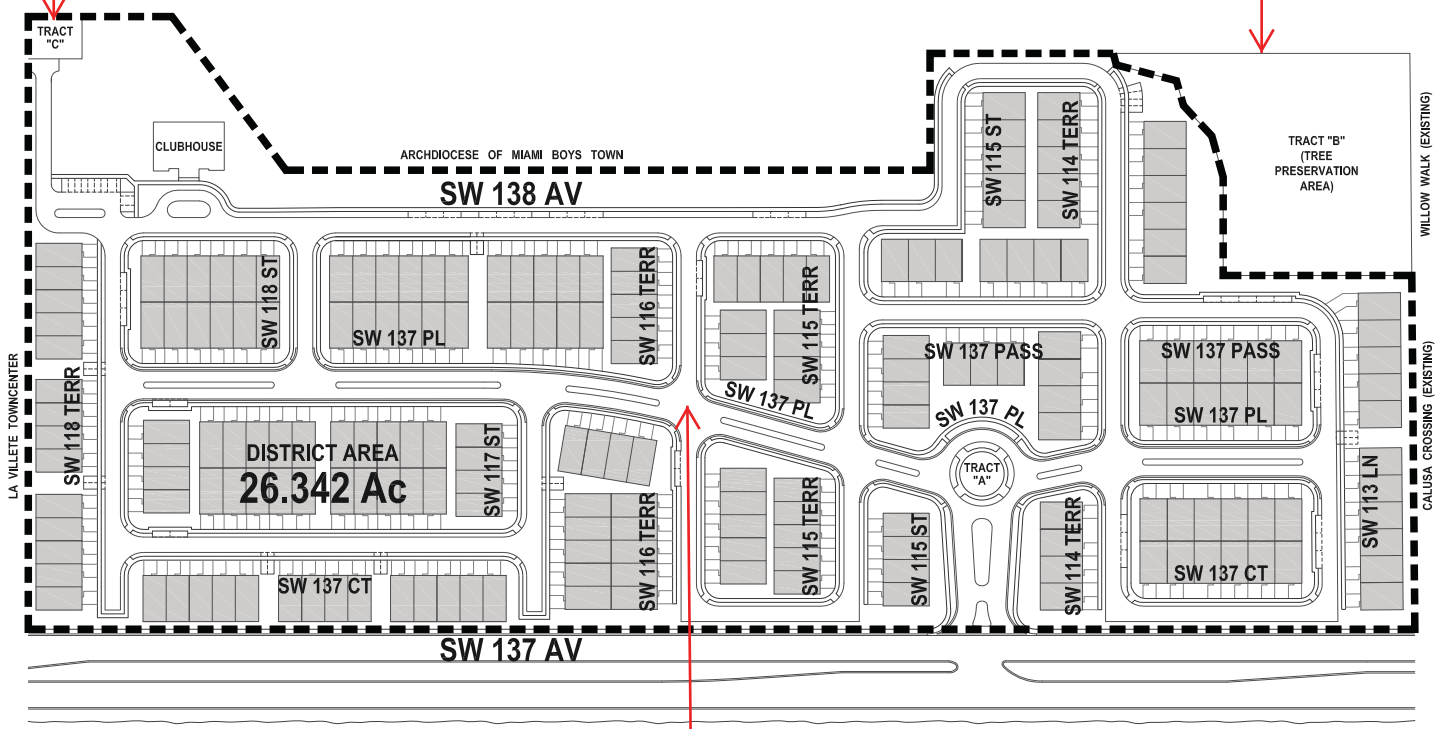 TRACT
"C"
CLUBHOUSE
ARCHDIOCESE OF MIAMI BOYS TOWN
SW 138 AV
SW 115 ST
SW 114 TERR
TRACT "B"
(TREE
PRESERVATION
AREA)
WILLOW WALK (EXISTING)
SW 118 ST
SW 137 PL
SW 116 TERR
SW 115 TERR
SW 137 PL
SW 137 PASS
SW 137 PL
SW 137 PASS
SW 137 PL
CALUSA CROSSING (EXISTING)
LA VILLETE TOWNCENTER
SW 118 TERR
DISTRICT AREA
26.342 Ac
SW 117 ST
TRACT
"A"
SW 113 LN
SW 116 TERR
SW 115 TERR
SW 115 ST
SW 114 TERR
SW 137 CT
SW 137 CT
SW 137 AV